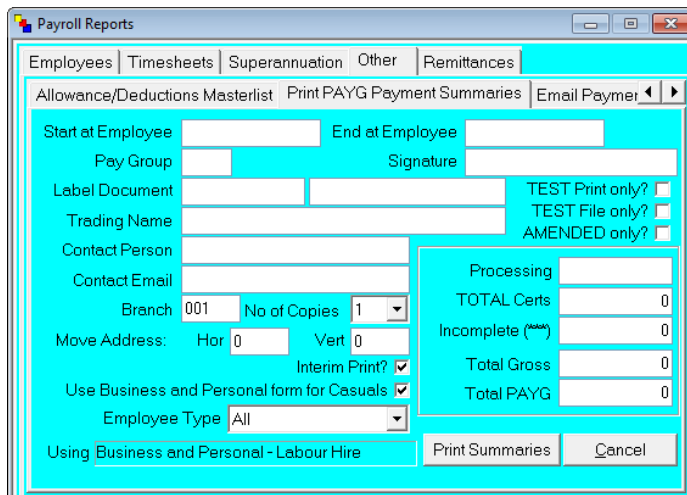 Payroll Reports
Employees Timesheets Superannuation Other Remittances
Allowance/Deductions Masterlist Print PAYG Payment Summaries Email Paymer
Start at Employee End at Employee
Pay Group Signature
Label Document TEST Print only?
TEST File only?
Trading Name
AMENDED only?
Contact Person
Processing
Contact Email
TOTAL Certs 0
Branch 001 No of Copies 1
Incomplete (***) 0
Move Address: Hor 0 Vert 0
Interim Print? Total Gross 0
Use Business and Personal form for Casuals Total PAYG 0
Employee Type All
Using Business and Personal - Labour Hire Print Summaries Cancel